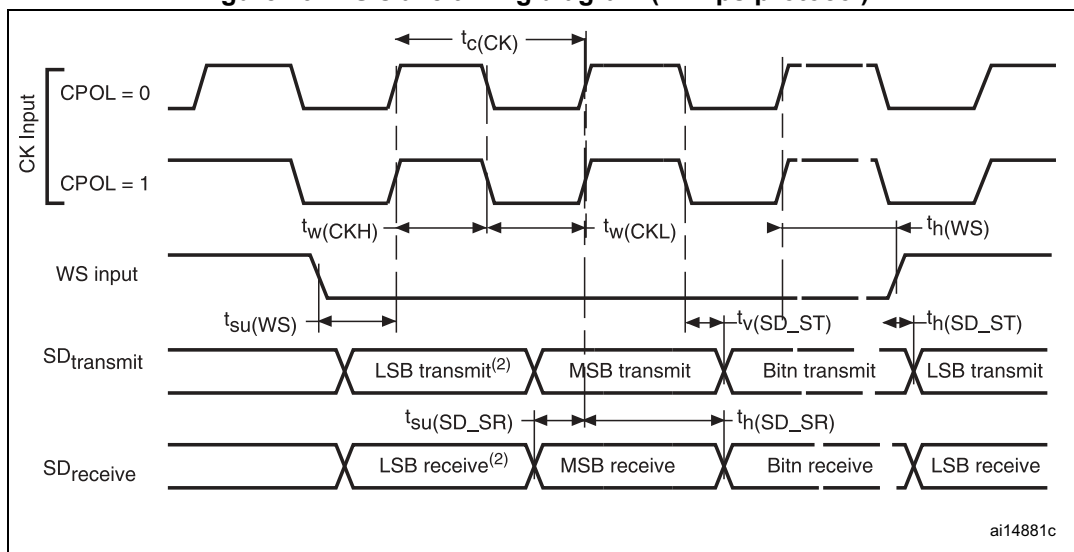 CK Input
CPOL = 0
CPOL = 1
tc(CK)
tw(CKH)
tw(CKL)
th(WS)
WS input
tsu(WS)
tv(SD_ST)
th(SD_ST)
SDtransmit
LSB transmit(2)
MSB transmit
Bitn transmit
LSB transmit
tsu(SD_SR)
th(SD_SR)
SDreceive
LSB receive(2)
MSB receive
Bitn receive
LSB receive
ai14881c